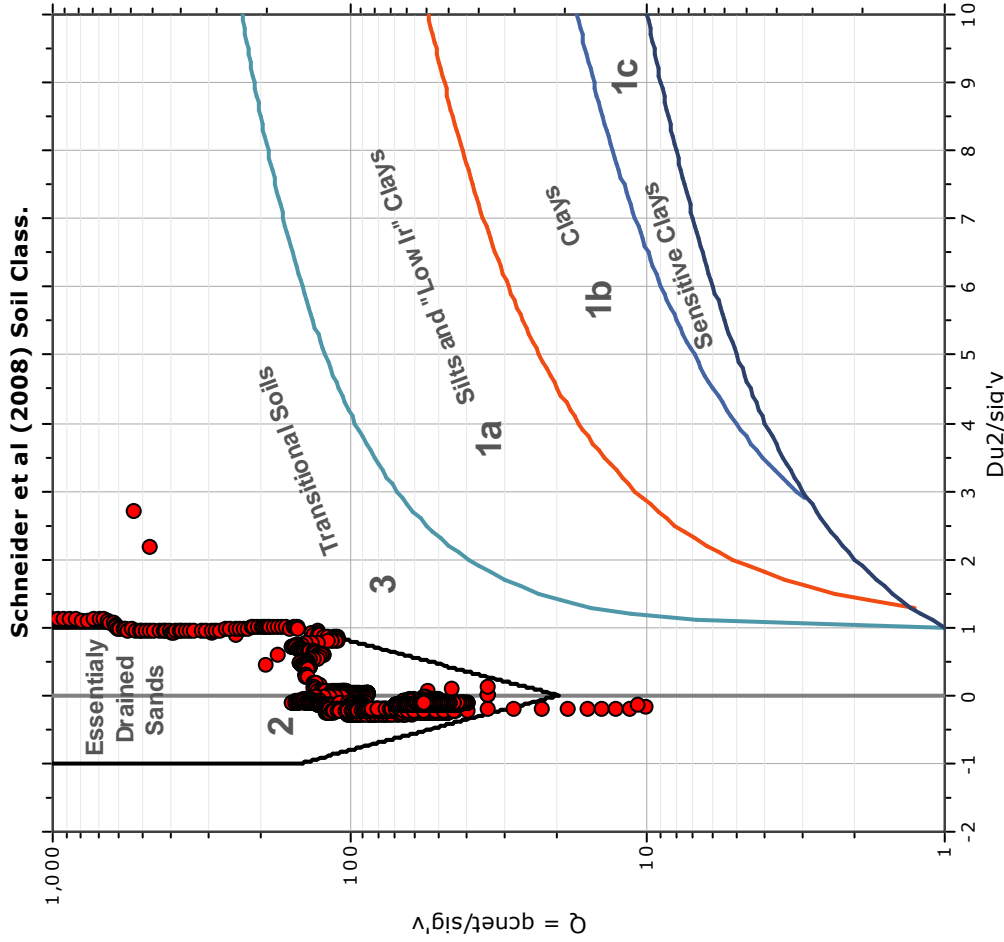 Schneider et al (2008) Soil Class.
1,000
100
10
1
Q = qcnet/sig'v
-2
-1
0
1
2
3
4
5
6
7
8
9
10
Du2/sig'v
Essentialy
Drained
Sands
2
3
Transitional Soils
1a
Silts and "Low Ir" Clays
1b
Clays
Sensitive Clays
1c